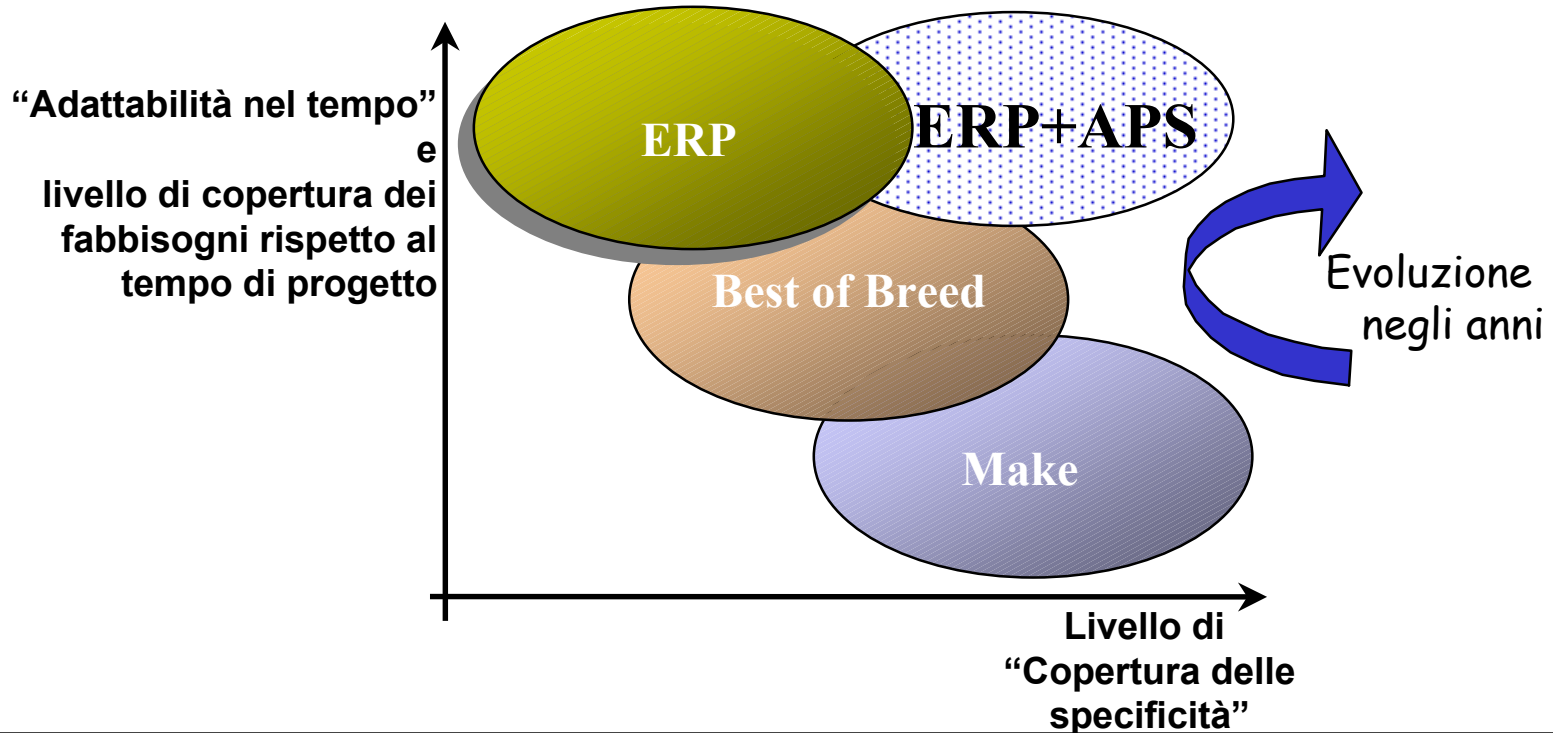 “Adattabilità nel tempo”
e
livello di copertura dei
fabbisogni rispetto al
tempo di progetto
ERP
ERP+APS
Best of Breed
Make
Evoluzione
negli anni
Livello di
“Copertura delle
specificità”